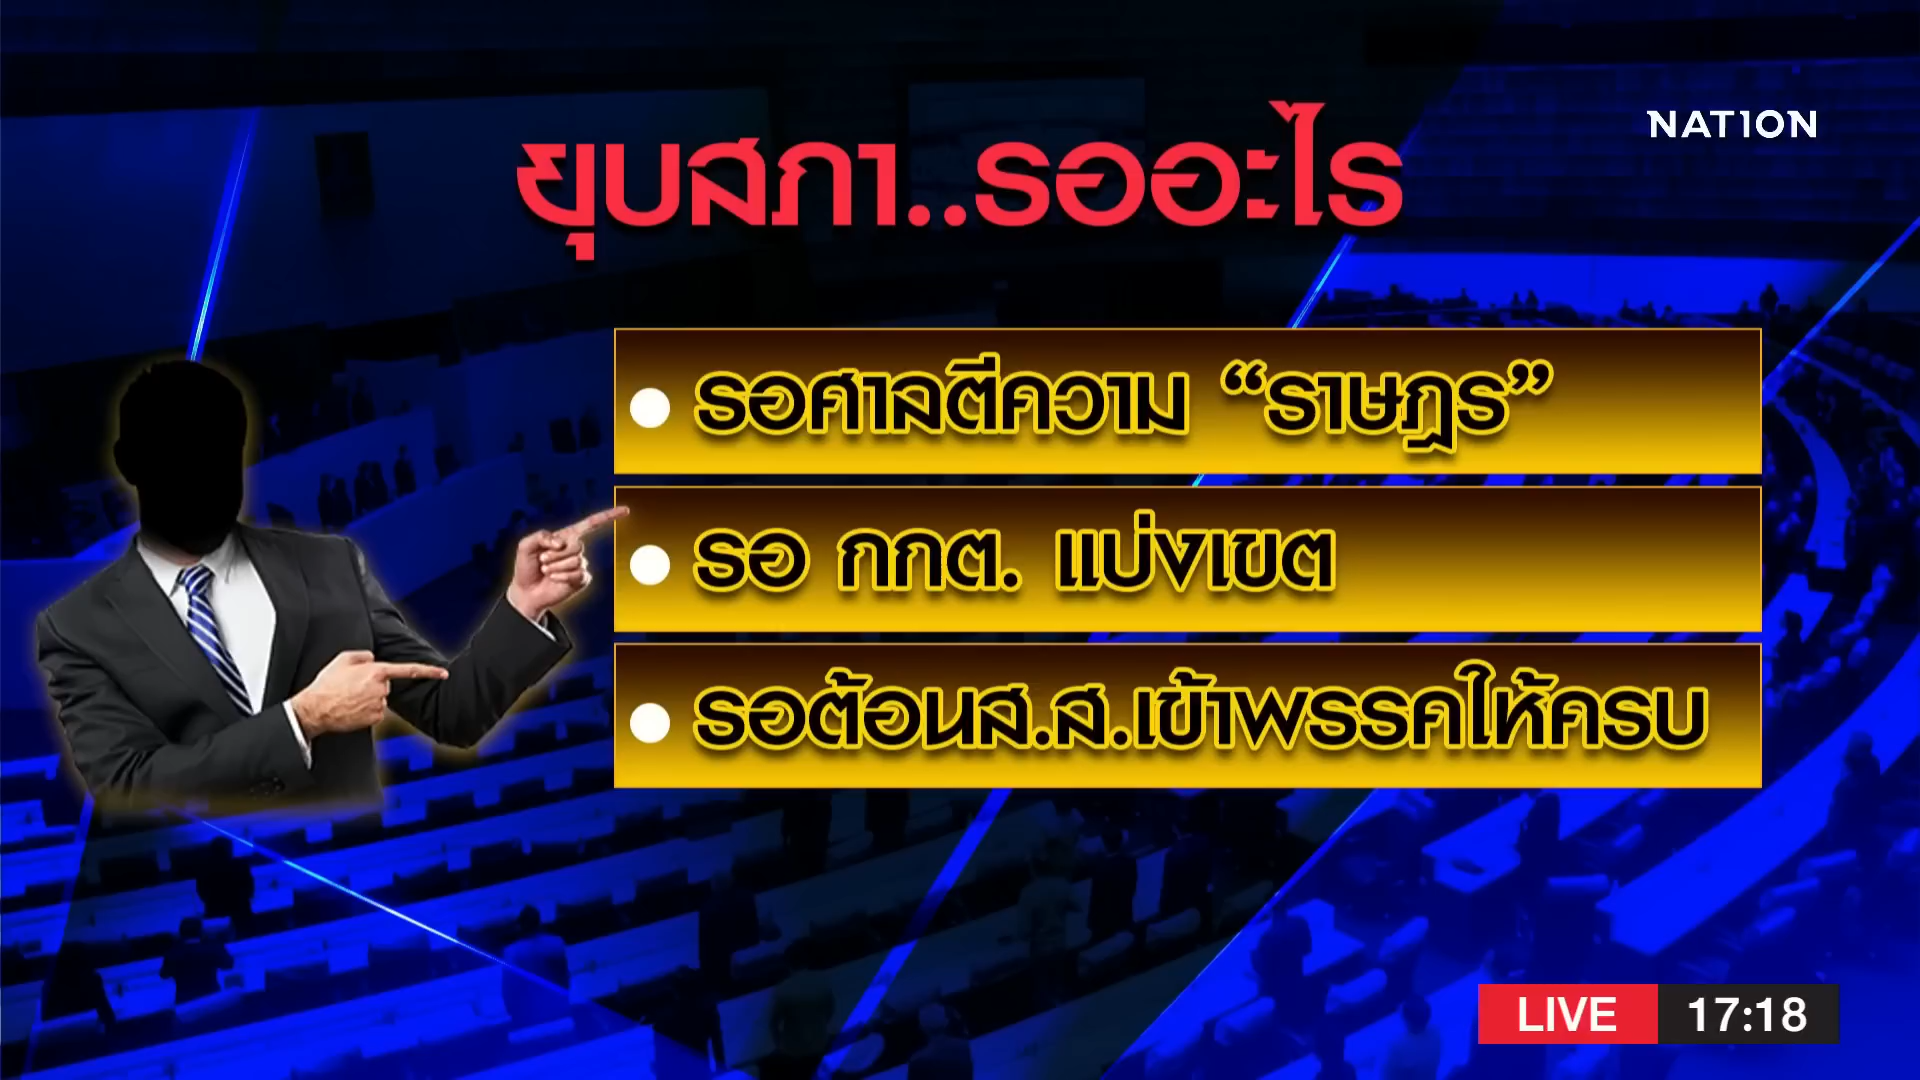 NATION
ยุบสภา..รออะไร
รอศาลตีความ “ราษฎร”
รอ กกต. แบ่งเขต
รอต้อนส.ส.เข้าพรรคให้ครบ
LIVE 17:18